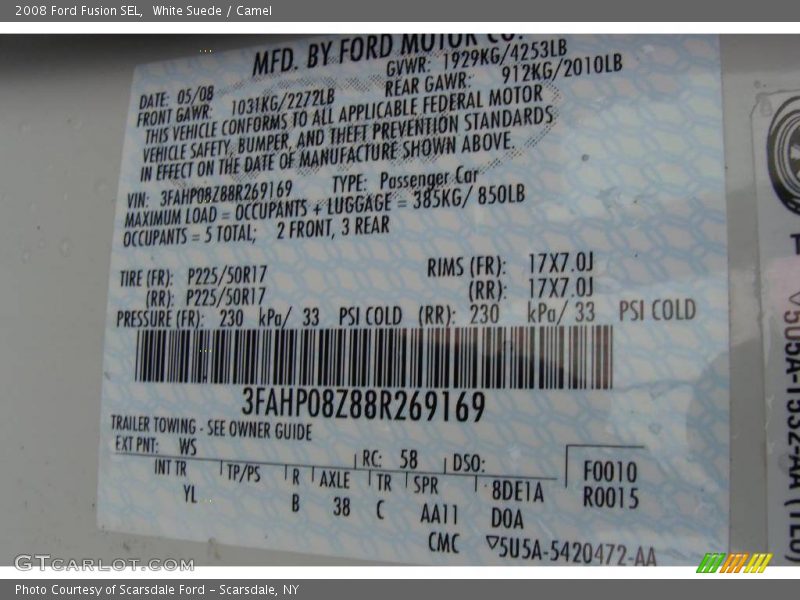 2008 Ford Fusion SEL, White Suede / Camel
MFD. BY FORD MOTOR CO.
DATE: 05/08 GVWR: 1929KG/4253LB
FRONT GAWR: 1031KG/2272LB REAR GAWR: 912KG/2010LB
THIS VEHICLE CONFORMS TO ALL APPLICABLE FEDERAL MOTOR
VEHICLE SAFETY, BUMPER, AND THEFT PREVENTION STANDARDS
IN EFFECT ON THE DATE OF MANUFACTURE SHOWN ABOVE.
VIN: 3FAHP08Z88R269169 TYPE: Passenger Car
MAXIMUM LOAD = OCCUPANTS + LUGGAGE = 385KG/ 850LB
OCCUPANTS = 5 TOTAL; 2 FRONT, 3 REAR
TIRE (FR): P225/50R17 RIMS (FR): 17X7.0J
(RR): P225/50R17 (RR): 17X7.0J
PRESSURE (FR): 230 kPa/ 33 PSI COLD (RR): 230 kPa/ 33 PSI COLD
3FAHP08Z88R269169
TRAILER TOWING - SEE OWNER GUIDE
EXT PNT: WS RC: 58 DSO: F0010
INT TR TP/PS R AXLE TR SPR 8DE1A R0015
YL B 38 C AA11 D0A
CMC ▽5U5A-5420472-AA
GTCARLOT.COM
Photo Courtesy of Scarsdale Ford – Scarsdale, NY